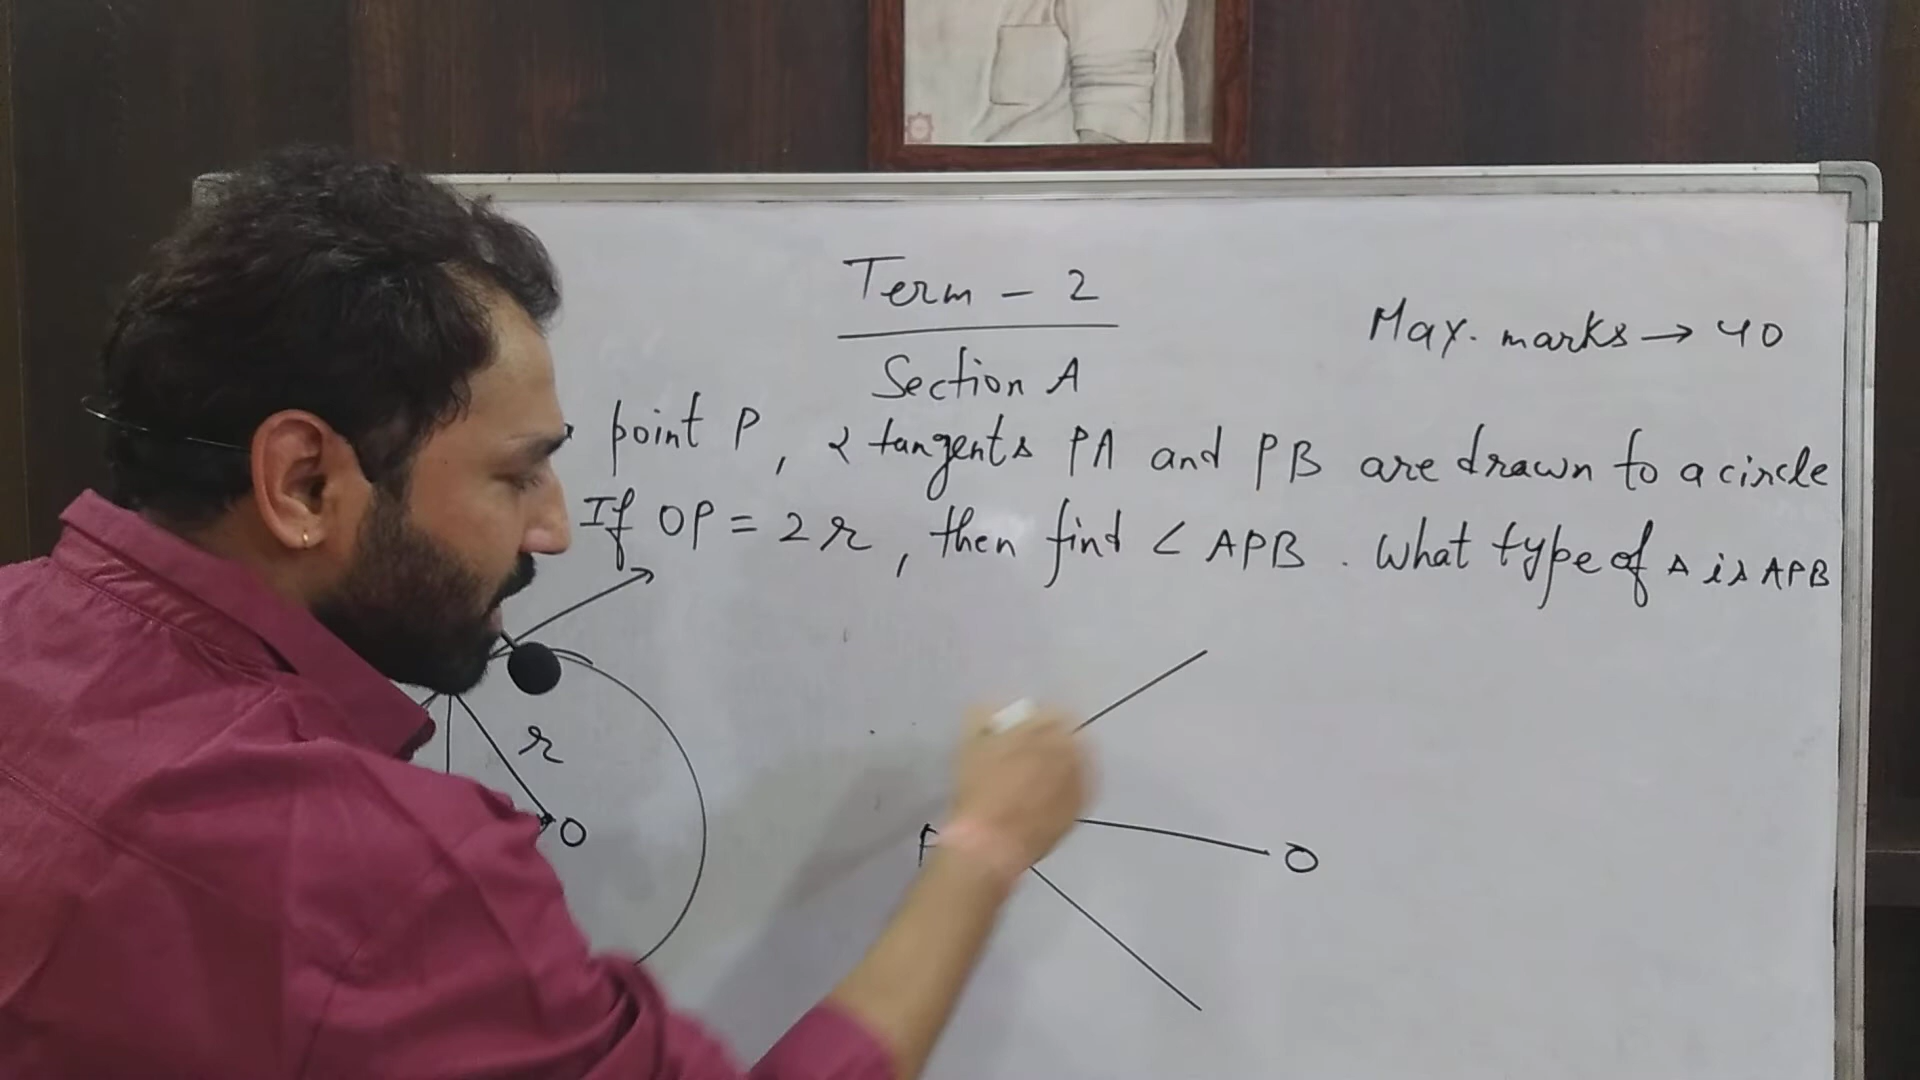 Term - 2
Max. marks → 40
Section A
point P, 2 tangents PA and PB are drawn to a circle
If OP = 2r, then find ∠ APB. What type of Δ is APB
r
O
P
O